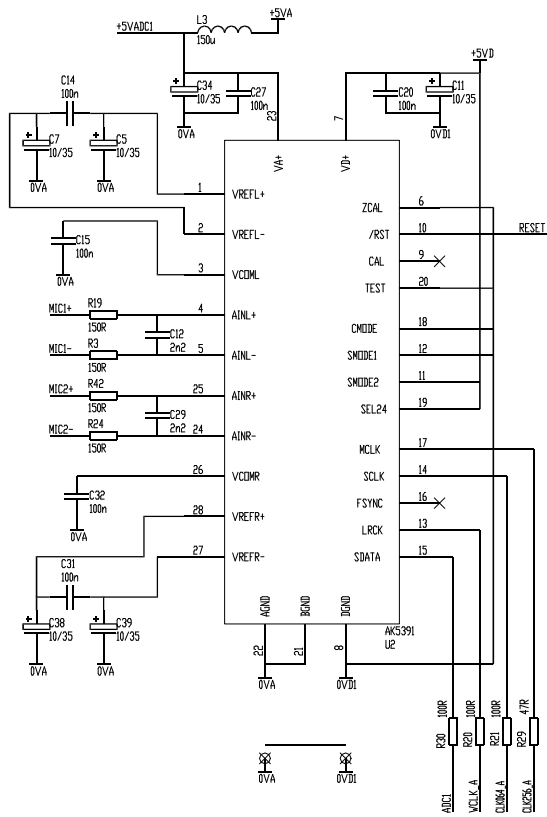 +5VADC1
L3
150u
+5VA
+5VD
C34
10/35
C27
100n
0VA
23
VA+
7
VD+
C20
100n
C11
10/35
0VD1
C14
100n
C7
10/35
0VA
C5
10/35
0VA
1
VREFL+
2
VREFL-
C15
100n
0VA
3
VCOML
MIC1+
R19
150R
4
AINL+
C12
2n2
MIC1-
R3
150R
5
AINL-
MIC2+
R42
150R
25
AINR+
C29
2n2
MIC2-
R24
150R
24
AINR-
26
VCOMR
C32
100n
0VA
28
VREFR+
27
VREFR-
C31
100n
C38
10/35
0VA
C39
10/35
0VA
ZCAL
6
/RST
10
RESET
CAL
9
TEST
20
CMODE
18
SMODE1
12
SMODE2
11
SEL24
19
MCLK
17
SCLK
14
FSYNC
16
LRCK
13
SDATA
15
AGND
BGND
DGND
22
21
8
AK5391
U2
0VA
0VD1
R30
100R
R20
100R
R21
100R
R29
47R
0VA
0VD1
ADC1
WCLK_A
CLK064_A
CLK256_A